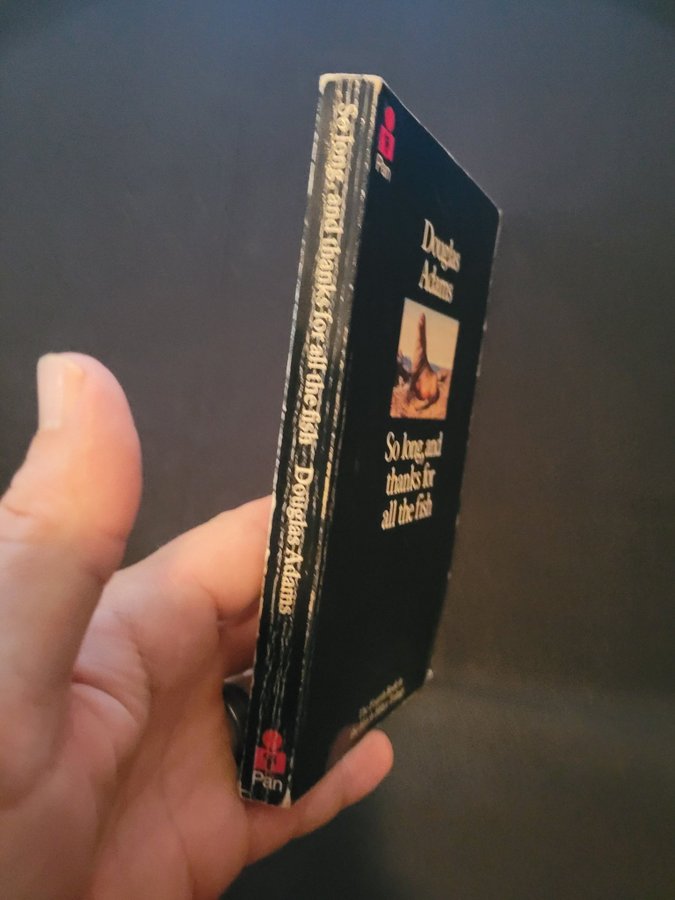 So long, and thanks for all the fish Douglas Adams
Pan
Pan
Douglas
Adams
So long, and
thanks for
all the fish